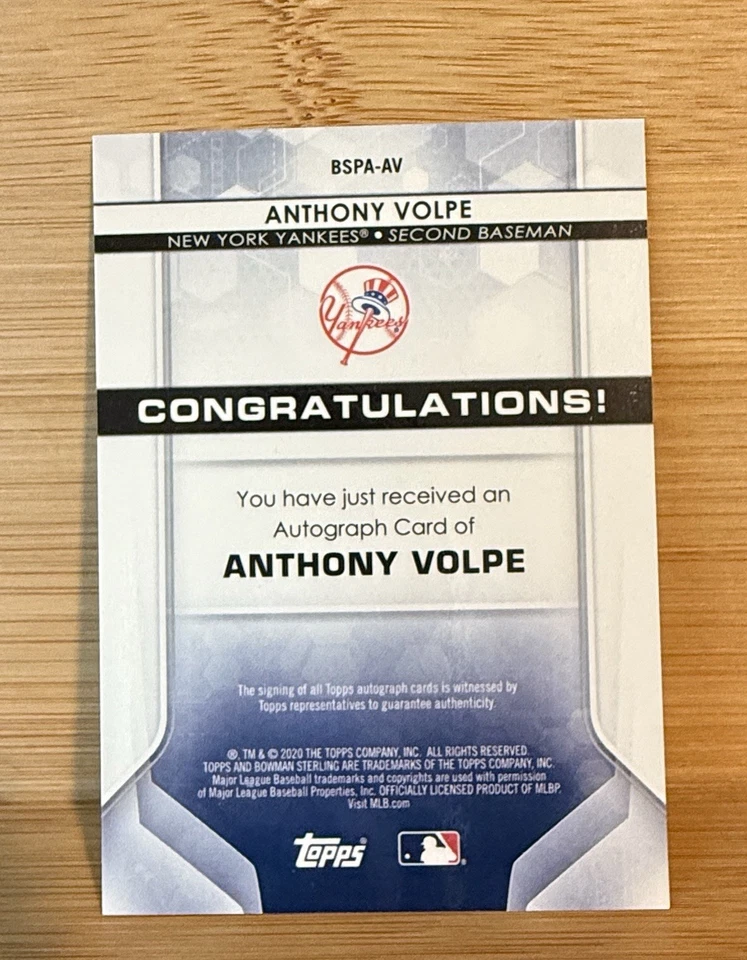 BSPA-AV
ANTHONY VOLPE
NEW YORK YANKEES® • SECOND BASEMAN
Yankees
CONGRATULATIONS!
You have just received an
Autograph Card of
ANTHONY VOLPE
The signing of all Topps autograph cards is witnessed by
Topps representatives to guarantee authenticity.
®, TM & © 2020 THE TOPPS COMPANY, INC. ALL RIGHTS RESERVED.
TOPPS AND BOWMAN STERLING ARE TRADEMARKS OF THE TOPPS COMPANY, INC.
Major League Baseball trademarks and copyrights are used with permission
of Major League Baseball Properties, Inc. OFFICIALLY LICENSED PRODUCT OF MLBP.
Visit MLB.com
TOPPS®